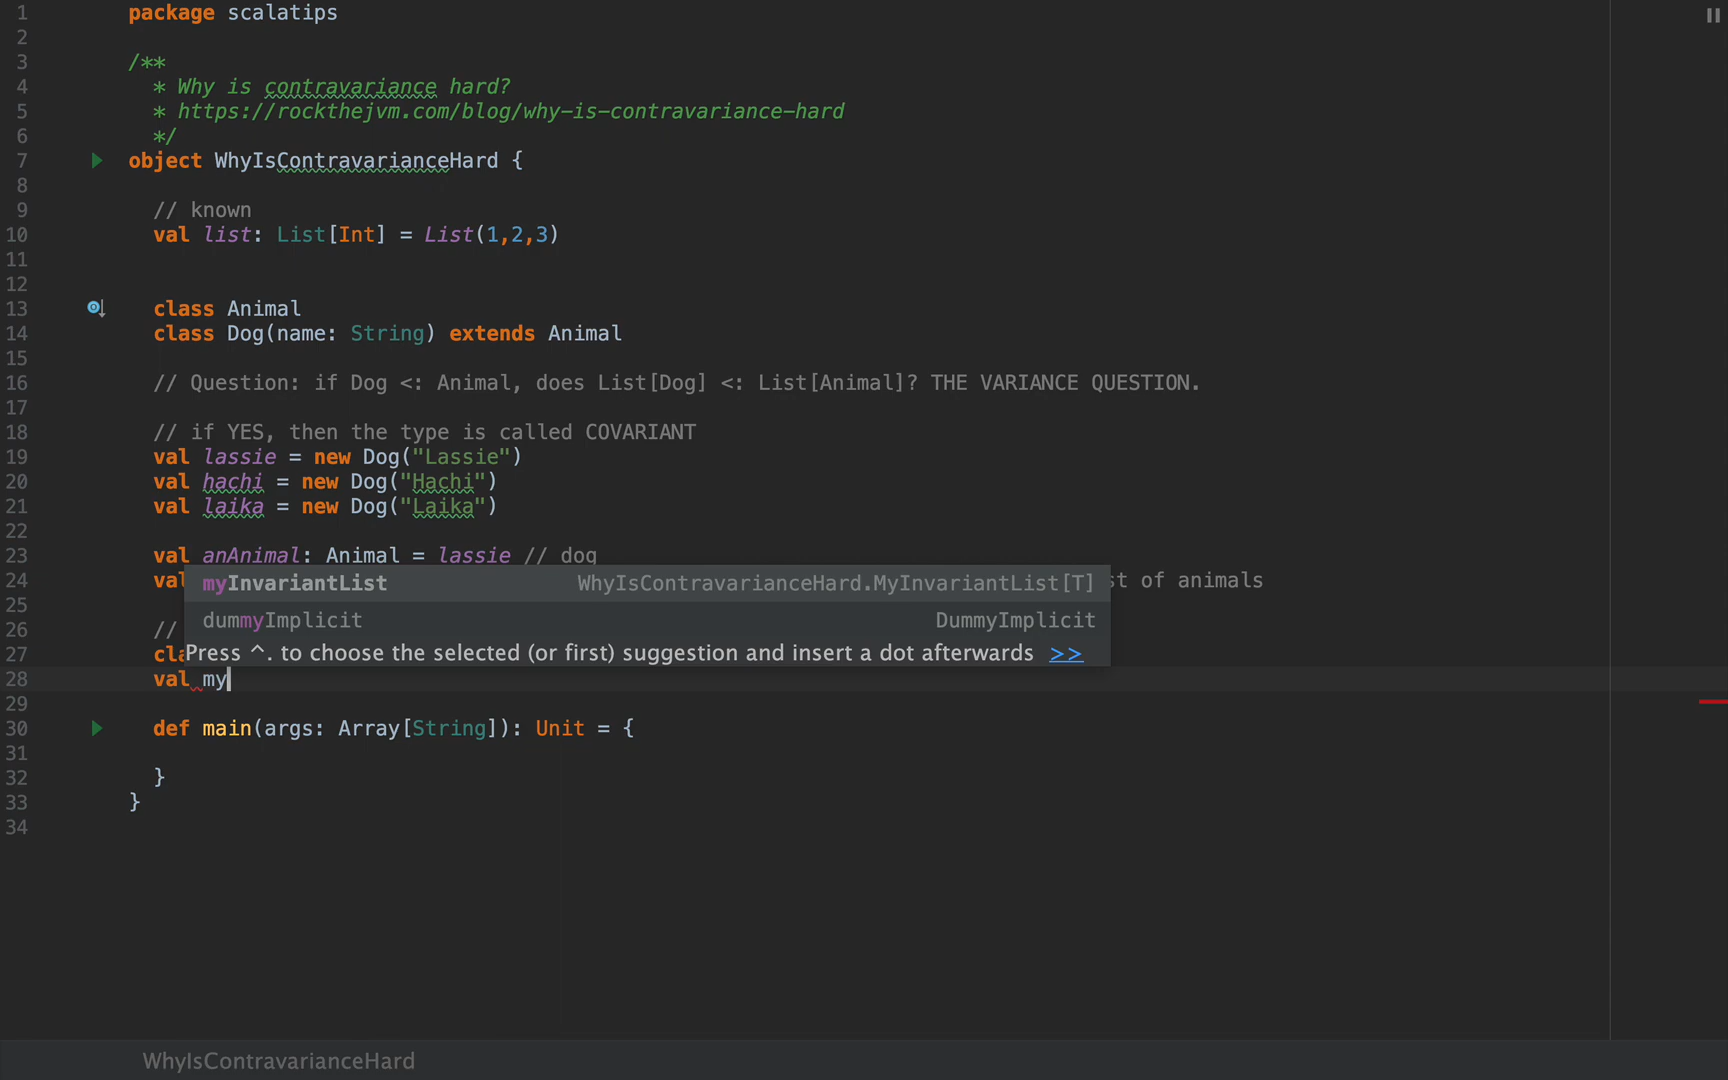 1 package scalatips
2
3 /**
4 * Why is contravariance hard?
5 * https://rockthejvm.com/blog/why-is-contravariance-hard
6 */
7 object WhyIsContravarianceHard {
8
9 // known
10 val list: List[Int] = List(1,2,3)
11
12
13 class Animal
14 class Dog(name: String) extends Animal
15
16 // Question: if Dog <: Animal, does List[Dog] <: List[Animal]? THE VARIANCE QUESTION.
17
18 // if YES, then the type is called COVARIANT
19 val lassie = new Dog("Lassie")
20 val hachi = new Dog("Hachi")
21 val laika = new Dog("Laika")
22
23 val anAnimal: Animal = lassie // dog
myInvariantList WhyIsContravarianceHard.MyInvariantList[T]
24 of animals
25
dummyImplicit DummyImplicit
26 //
27
Press ^. to choose the selected (or first) suggestion and insert a dot afterwards >>
28 val my
29
30 def main(args: Array[String]): Unit = {
31
32 }
33 }
34
WhyIsContravarianceHard